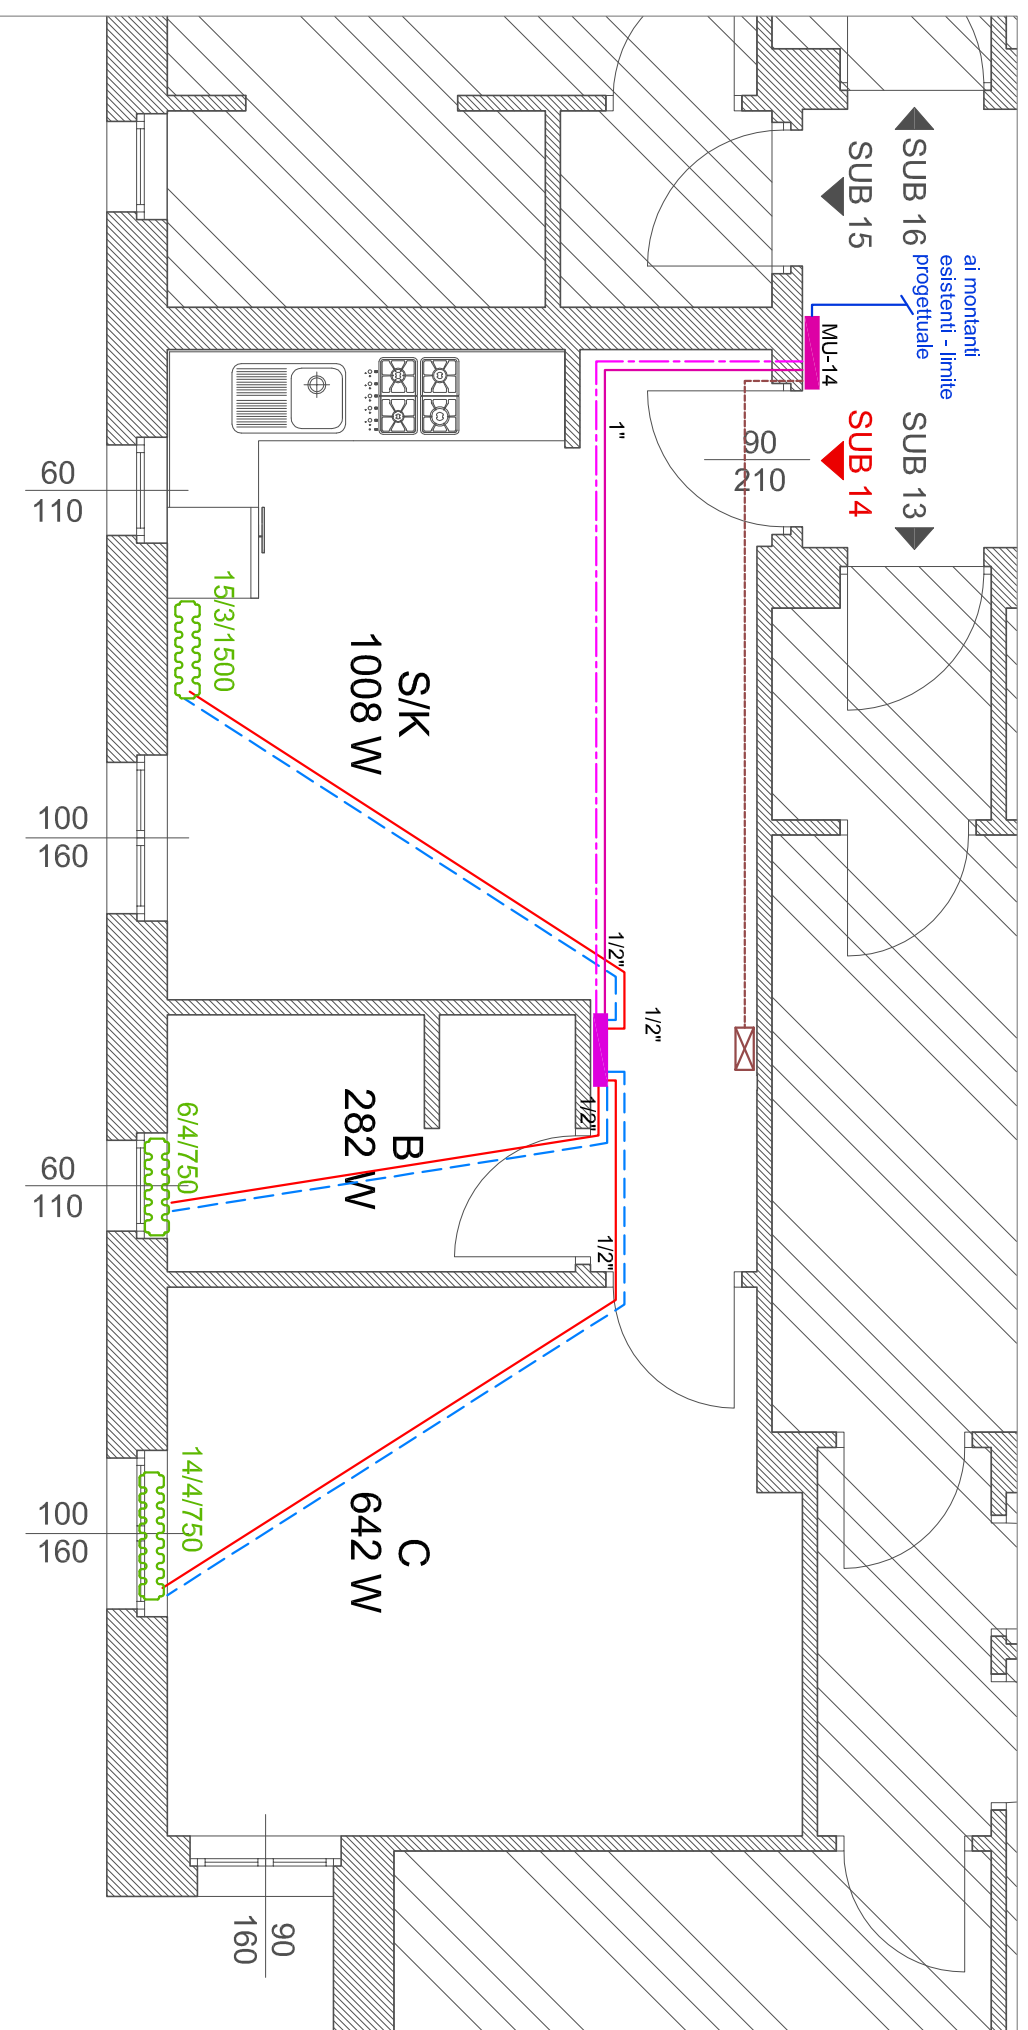 SUB 16
SUB 15
ai montanti
esistenti - limite
progettuale
MU-14
SUB 13
SUB 14
90
210
1"
60
110
15/3/1500
S/K
1008 W
100
160
1/2"
1/2"
1/2"
B
282 W
6/4/750
60
110
1/2"
14/4/750
C
642 W
100
160
90
160